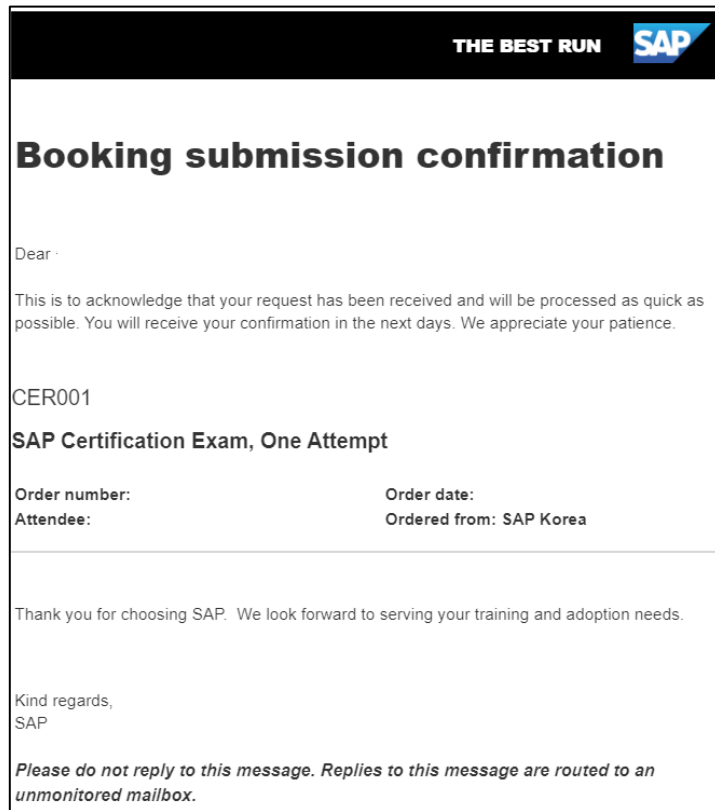 THE BEST RUN SAP
Booking submission confirmation
Dear ·
This is to acknowledge that your request has been received and will be processed as quick as
possible. You will receive your confirmation in the next days. We appreciate your patience.
CER001
SAP Certification Exam, One Attempt
Order number: Order date:
Attendee: Ordered from: SAP Korea
Thank you for choosing SAP.  We look forward to serving your training and adoption needs.
Kind regards,
SAP
Please do not reply to this message. Replies to this message are routed to an
unmonitored mailbox.